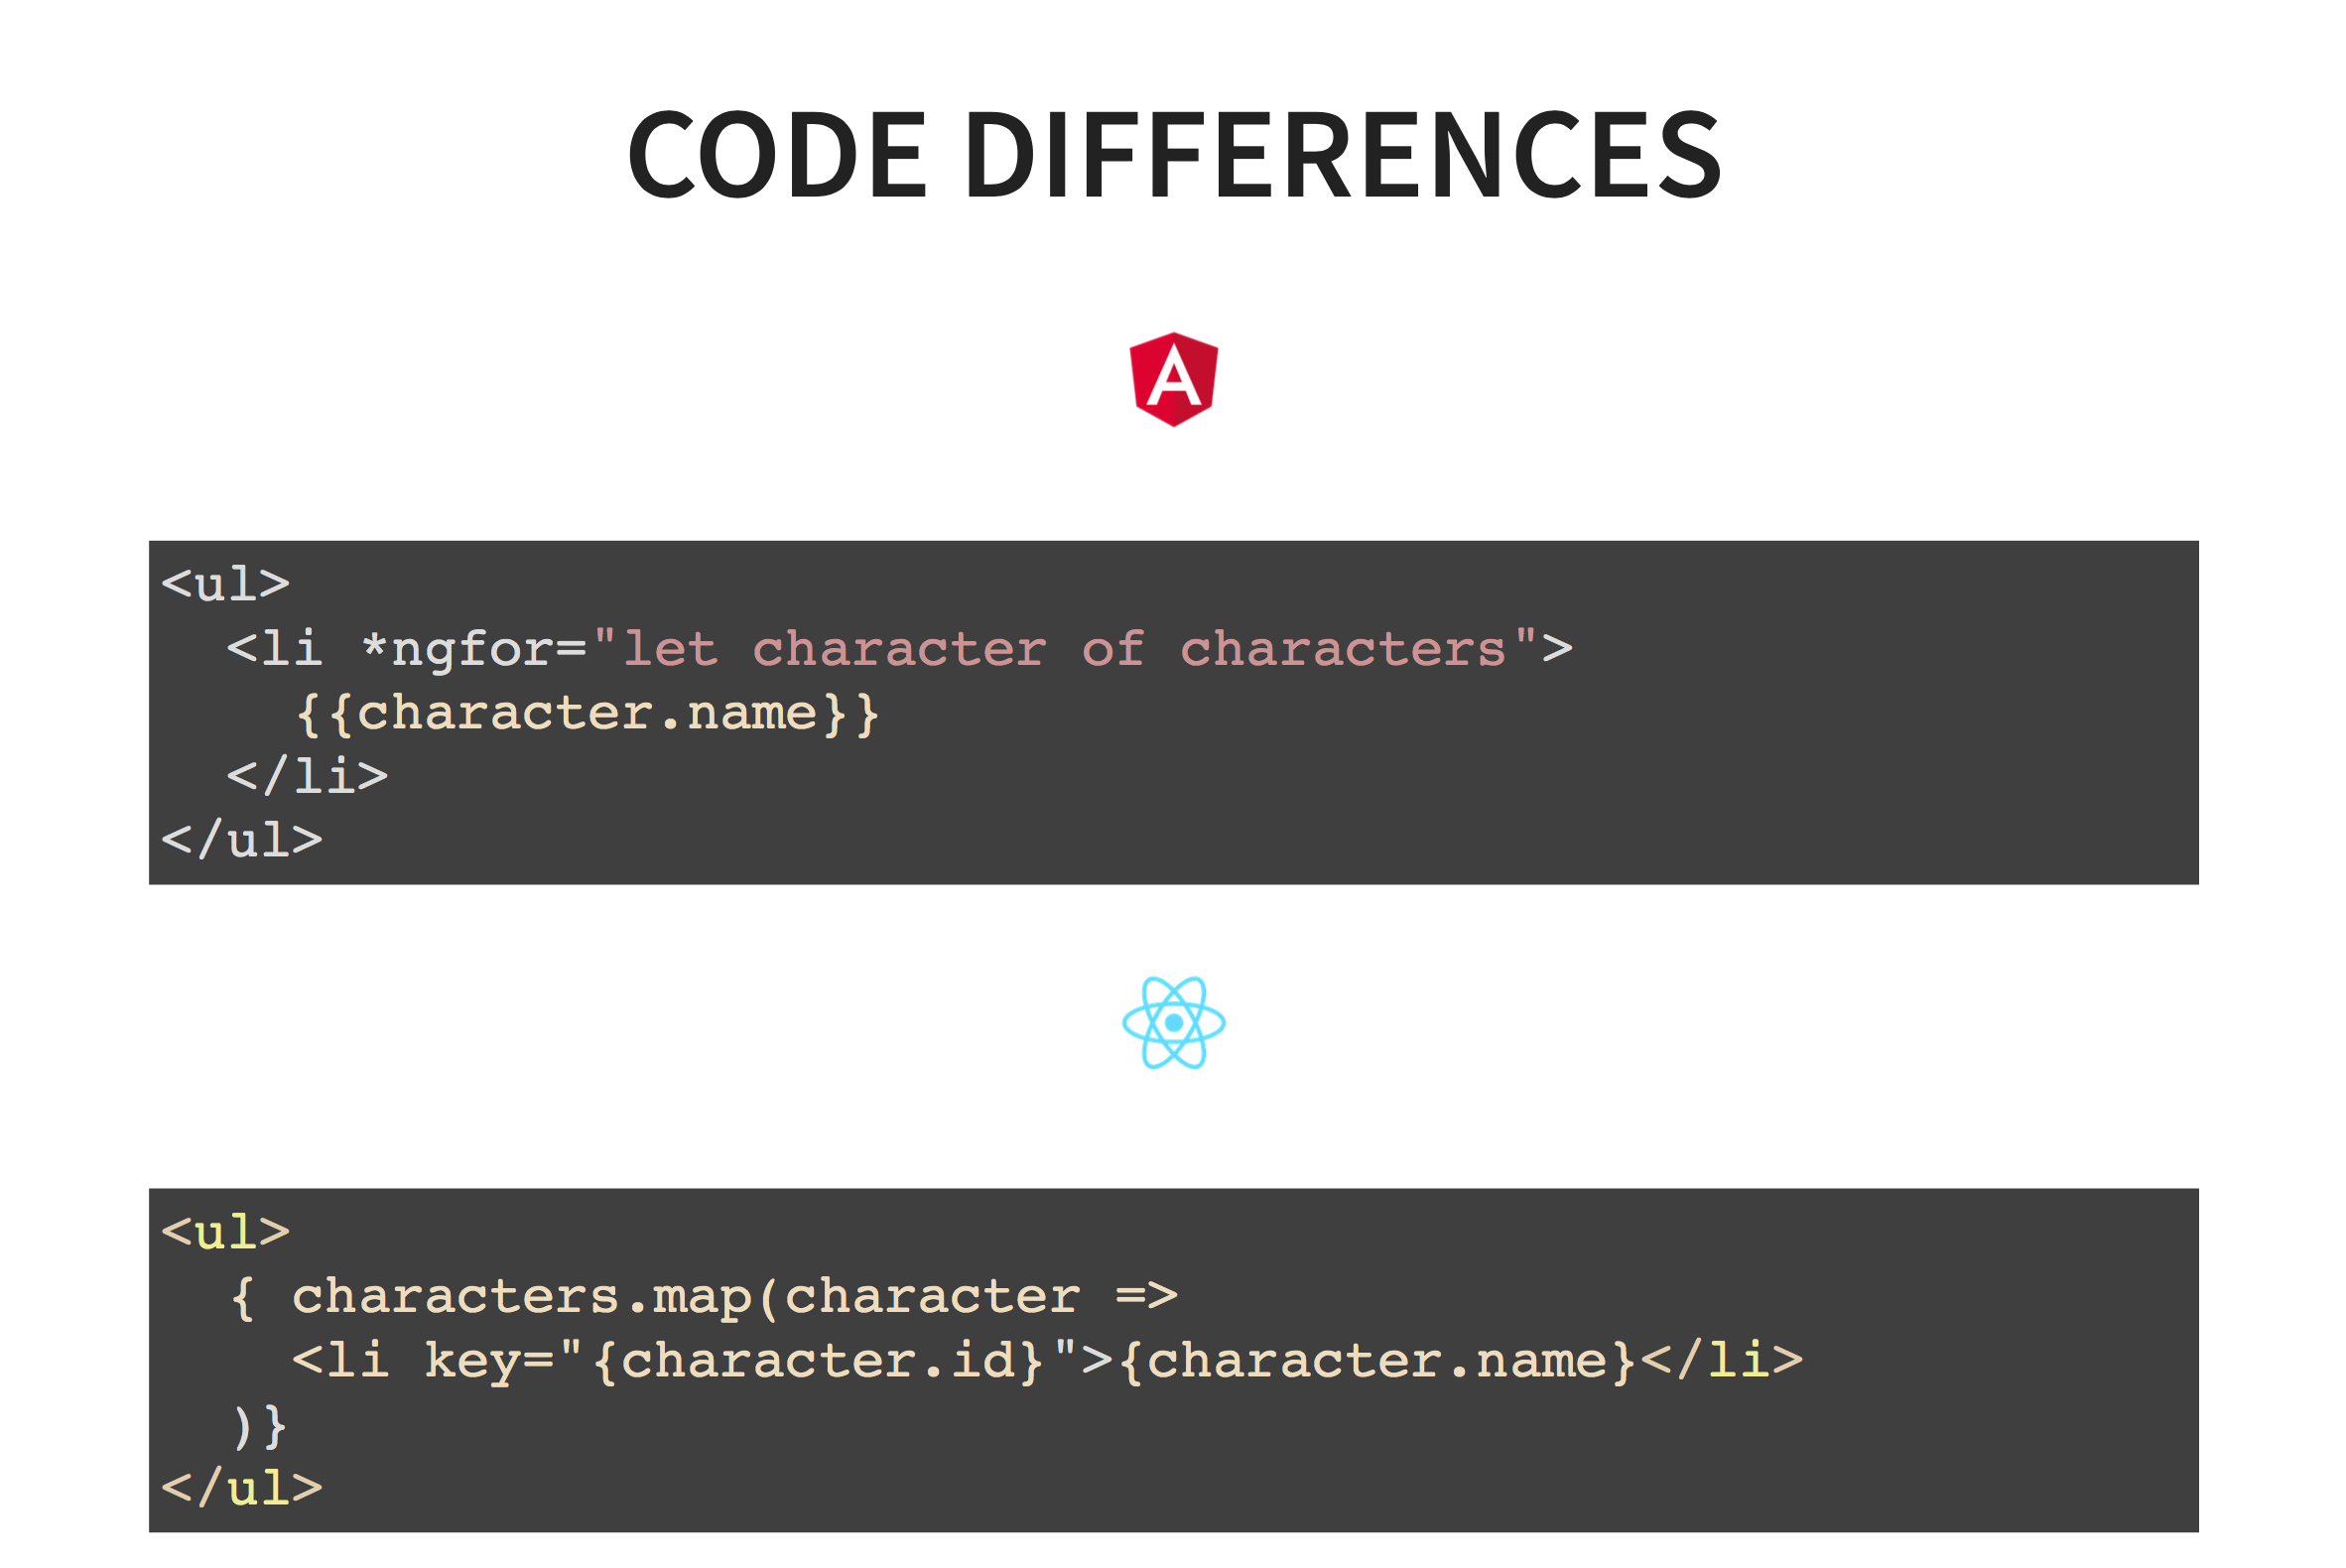 CODE DIFFERENCES
A
<ul>
  <li *ngfor="let character of characters">
    {{character.name}}
  </li>
</ul>
<ul>
  { characters.map(character =>
    <li key="{character.id}">{character.name}</li>
  )}
</ul>